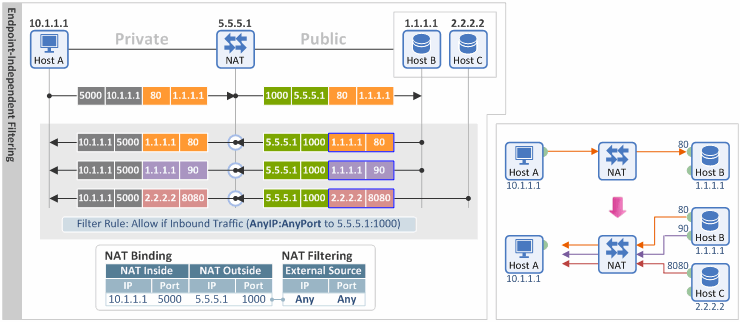 Endpoint-Independent Filtering
10.1.1.1 5.5.5.1 1.1.1.1 2.2.2.2
Private Public
Host A NAT Host B Host C
5000 10.1.1.1 80 1.1.1.1 1000 5.5.5.1 80 1.1.1.1
10.1.1.1 5000 1.1.1.1 80 5.5.5.1 1000 1.1.1.1 80
10.1.1.1 5000 1.1.1.1 90 5.5.5.1 1000 1.1.1.1 90
10.1.1.1 5000 2.2.2.2 8080 5.5.5.1 1000 2.2.2.2 8080
Filter Rule: Allow if Inbound Traffic (AnyIP:AnyPort to 5.5.5.1:1000)
NAT Binding NAT Filtering
NAT Inside NAT Outside External Source
IP Port IP Port IP Port
10.1.1.1 5000 5.5.5.1 1000 Any Any
80
Host A NAT Host B
10.1.1.1 1.1.1.1
80
90
Host A NAT Host B
10.1.1.1 1.1.1.1
8080
Host C
2.2.2.2